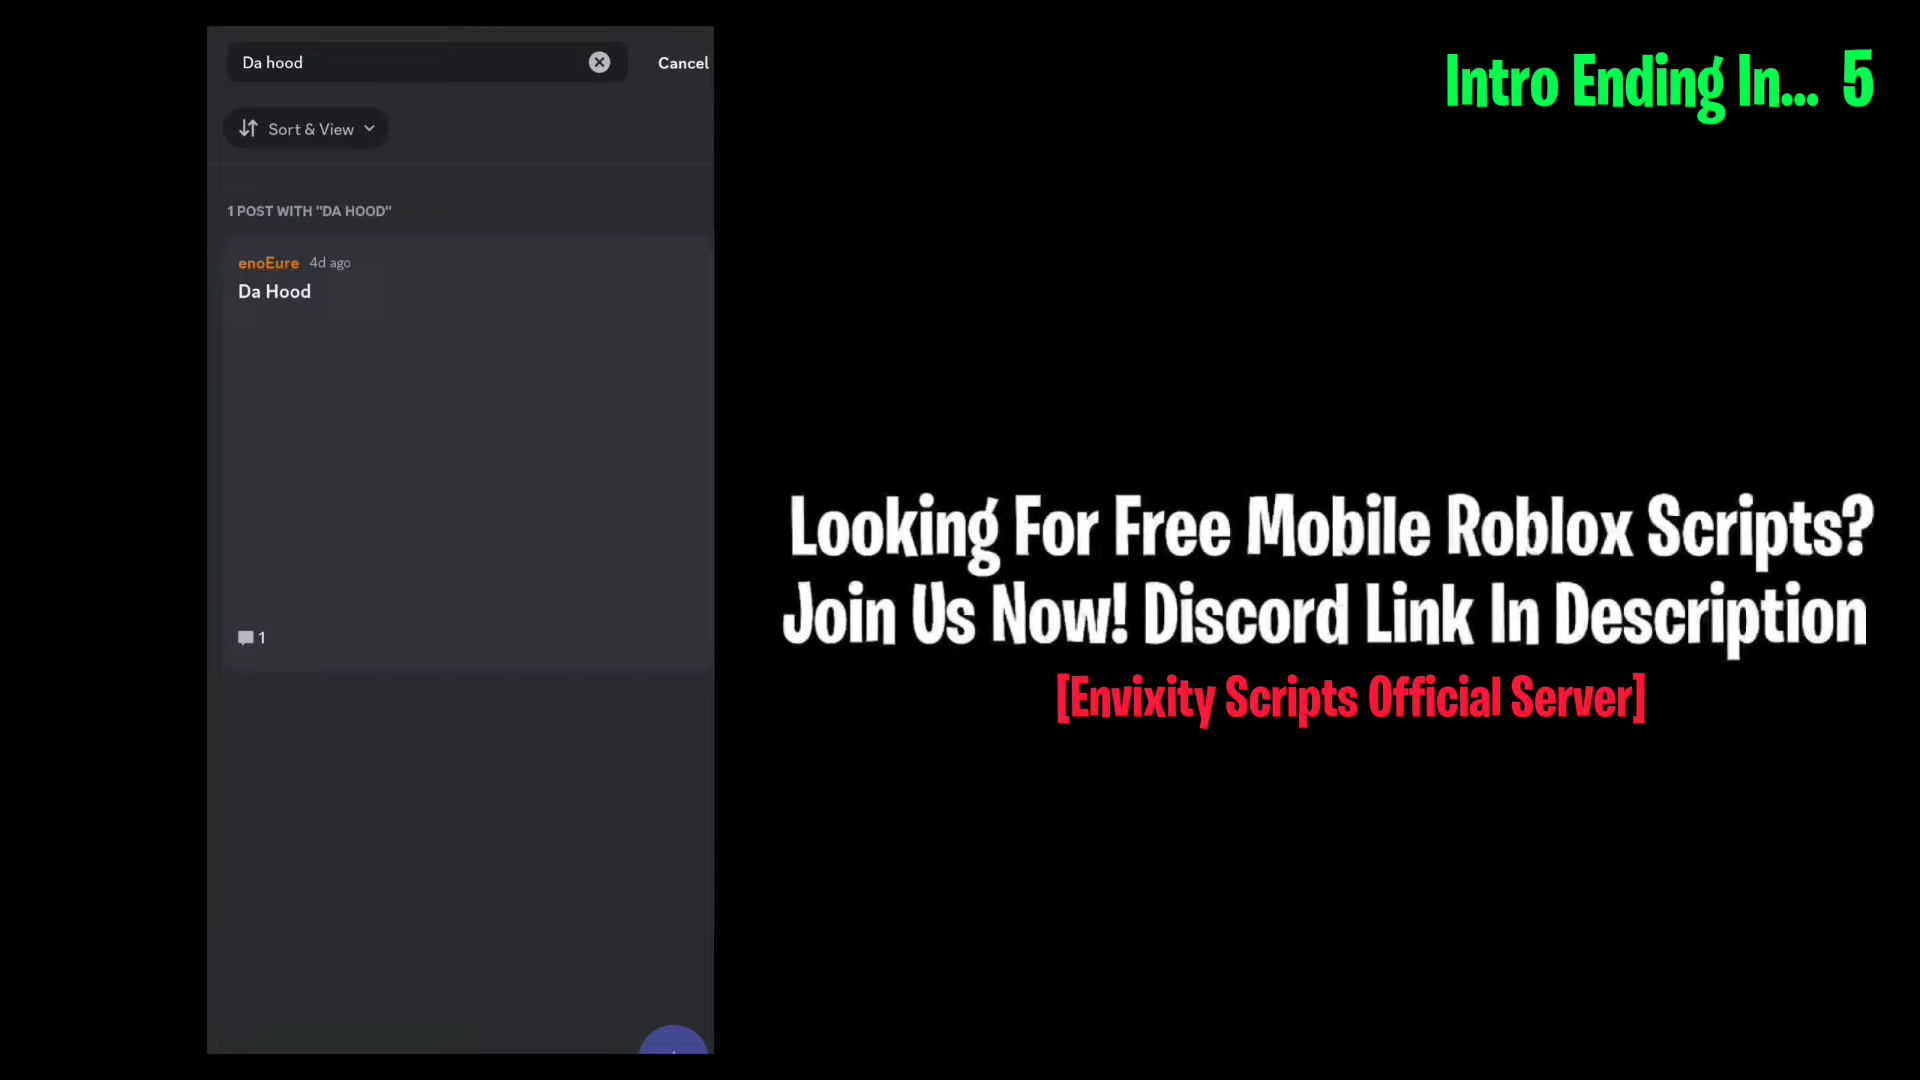 Da hood
Cancel
Sort & View
1 POST WITH "DA HOOD"
enoEure 4d ago
Da Hood
1
Intro Ending In... 5
Looking For Free Mobile Roblox Scripts?
Join Us Now! Discord Link In Description
[Envixity Scripts Official Server]